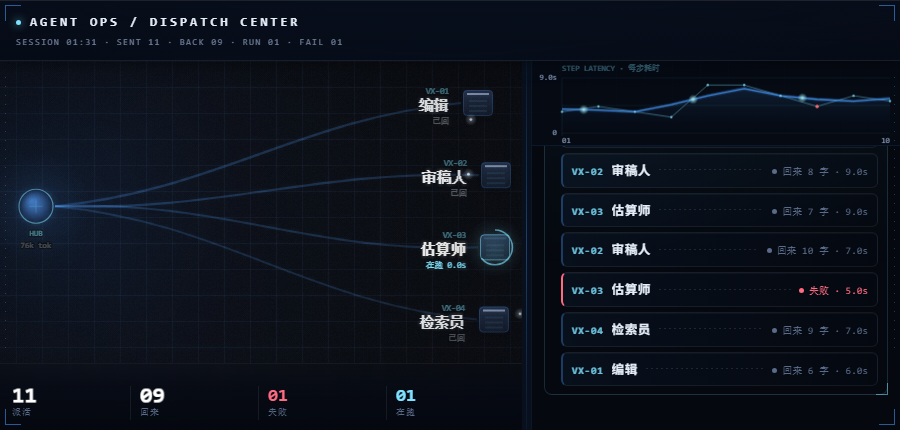 AGENT OPS / DISPATCH CENTER
SESSION 01:31 · SENT 11 · BACK 09 · RUN 01 · FAIL 01
VX-01
编辑
已回
VX-02
审稿人
已回
HUB
76k tok
VX-03
估算师
在跑 0.0s
VX-04
检索员
已回
11
派活
09
回来
01
失败
01
在跑
STEP LATENCY · 每步耗时
9.0s
0
01
10
VX-02 审稿人 回来 8 字 · 9.0s
VX-03 估算师 回来 7 字 · 9.0s
VX-02 审稿人 回来 10 字 · 7.0s
VX-03 估算师 失败 · 5.0s
VX-04 检索员 回来 9 字 · 7.0s
VX-01 编辑 回来 6 字 · 6.0s